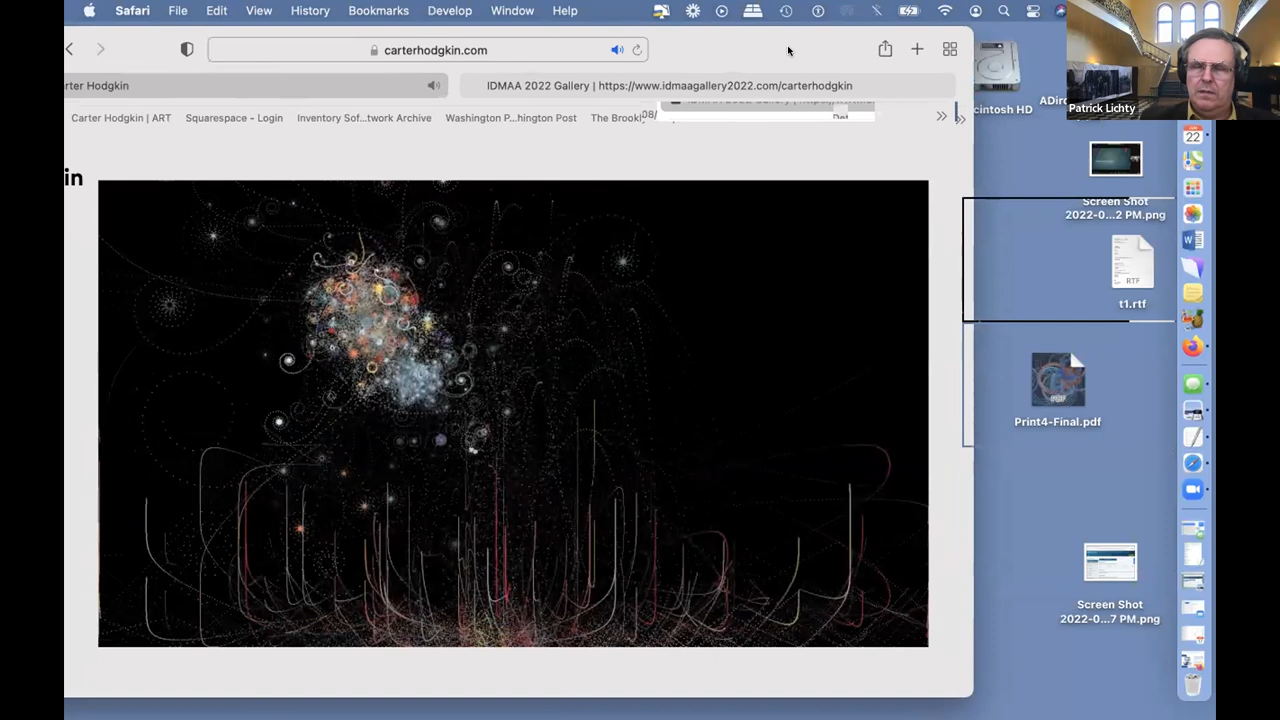 Safari File Edit View History Bookmarks Develop Window Help
carterhodgkin.com
rter Hodgkin
IDMAA 2022 Gallery | https://www.idmaagallery2022.com/carterhodgkin
Carter Hodgkin | ART
Squarespace - Login
Inventory Sof...twork Archive
Washington P...hington Post
The Brookl
08/
in
cintosh HD
Patrick Lichty
22
Screen Shot
2022-0...2 PM.png
RTF
t1.rtf
Print4-Final.pdf
Screen Shot
2022-0...7 PM.png